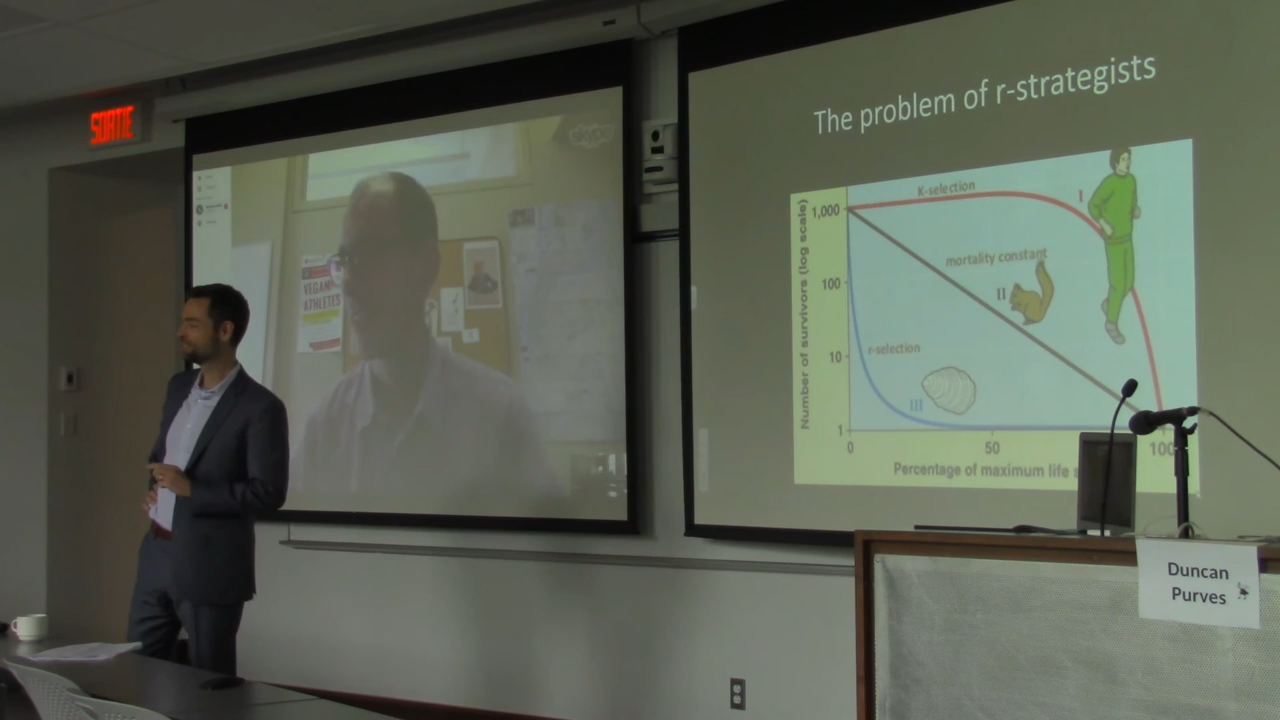 SORTIE
skype
VEGAN
ATHLETES
The problem of r-strategists
Number of survivors (log scale)
1,000
100
10
1
K-selection
I
mortality constant
II
r-selection
III
0
50
100
Percentage of maximum life s
Duncan
Purves